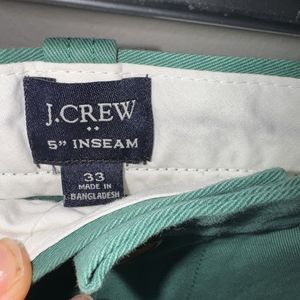 J.CREW
5" INSEAM
33
MADE IN
BANGLADESH